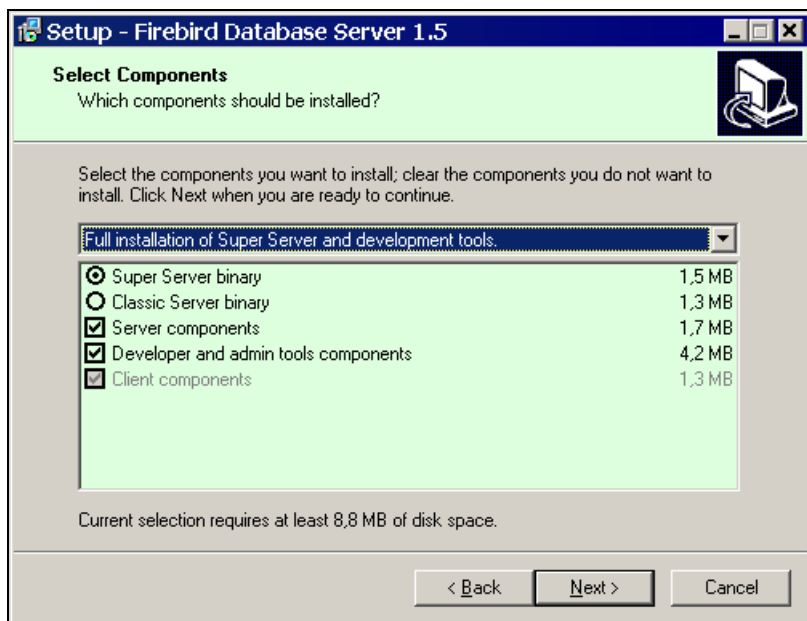 Setup - Firebird Database Server 1.5
Select Components
Which components should be installed?
Select the components you want to install; clear the components you do not want to
install. Click Next when you are ready to continue.
Full installation of Super Server and development tools.
Super Server binary 1,5 MB
Classic Server binary 1,3 MB
Server components 1,7 MB
Developer and admin tools components 4,2 MB
Client components 1,3 MB
Current selection requires at least 8,8 MB of disk space.
< Back Next > Cancel